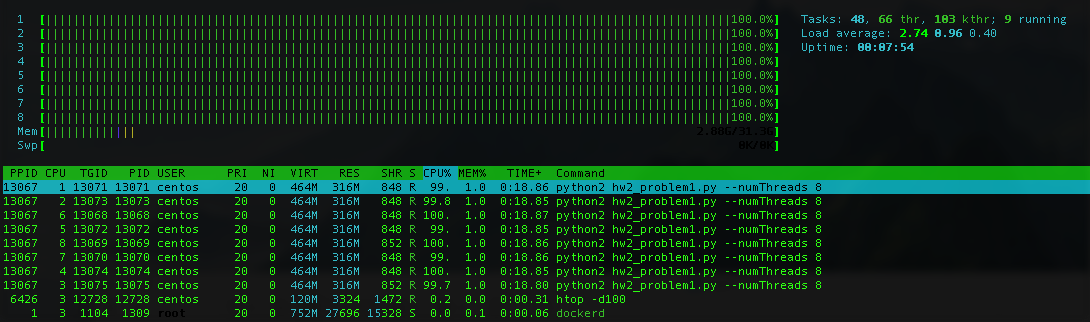 1 [100.0%] Tasks: 48, 66 thr, 103 kthr; 9 running
2 [100.0%] Load average: 2.74 0.96 0.40
3 [100.0%] Uptime: 00:07:54
4 [100.0%]
5 [100.0%]
6 [100.0%]
7 [100.0%]
8 [100.0%]
Mem[2.08G/31.3G]
Swp[0K/0K]
PPID CPU TGID PID USER PRI NI VIRT RES SHR S CPU% MEM% TIME+ Command
13067 1 13071 13071 centos 20 0 464M 316M 848 R 99. 1.0 0:18.86 python2 hw2_problem1.py --numThreads 8
13067 2 13073 13073 centos 20 0 464M 316M 848 R 99.8 1.0 0:18.85 python2 hw2_problem1.py --numThreads 8
13067 6 13068 13068 centos 20 0 464M 316M 848 R 100. 1.0 0:18.87 python2 hw2_problem1.py --numThreads 8
13067 5 13072 13072 centos 20 0 464M 316M 848 R 99. 1.0 0:18.85 python2 hw2_problem1.py --numThreads 8
13067 8 13069 13069 centos 20 0 464M 316M 852 R 100. 1.0 0:18.86 python2 hw2_problem1.py --numThreads 8
13067 7 13070 13070 centos 20 0 464M 316M 848 R 99. 1.0 0:18.86 python2 hw2_problem1.py --numThreads 8
13067 4 13074 13074 centos 20 0 464M 316M 848 R 100. 1.0 0:18.85 python2 hw2_problem1.py --numThreads 8
13067 3 13075 13075 centos 20 0 464M 316M 852 R 99.7 1.0 0:18.80 python2 hw2_problem1.py --numThreads 8
6426 3 12728 12728 centos 20 0 120M 3324 1472 R 0.2 0.0 0:00.31 htop -d100
1 3 1104 1309 root 20 0 752M 27696 15328 S 0.0 0.1 0:00.06 dockerd